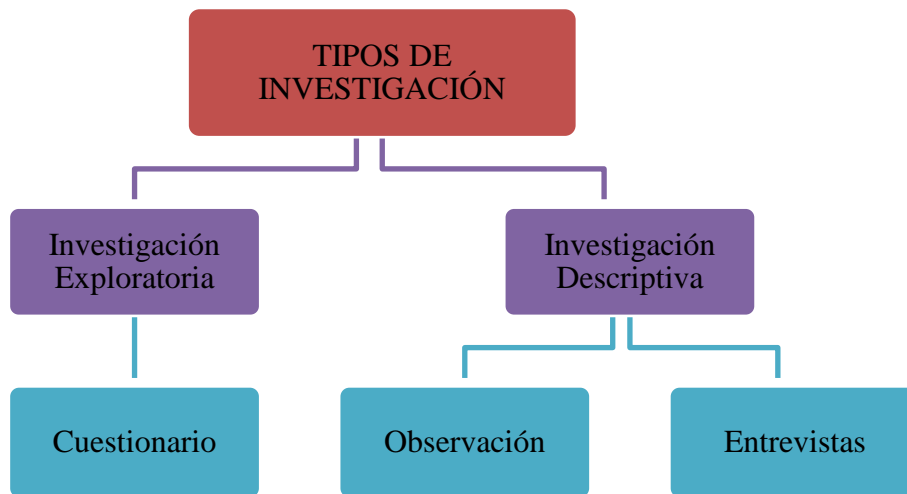 TIPOS DE
INVESTIGACIÓN
Investigación
Exploratoria
Investigación
Descriptiva
Cuestionario
Observación
Entrevistas